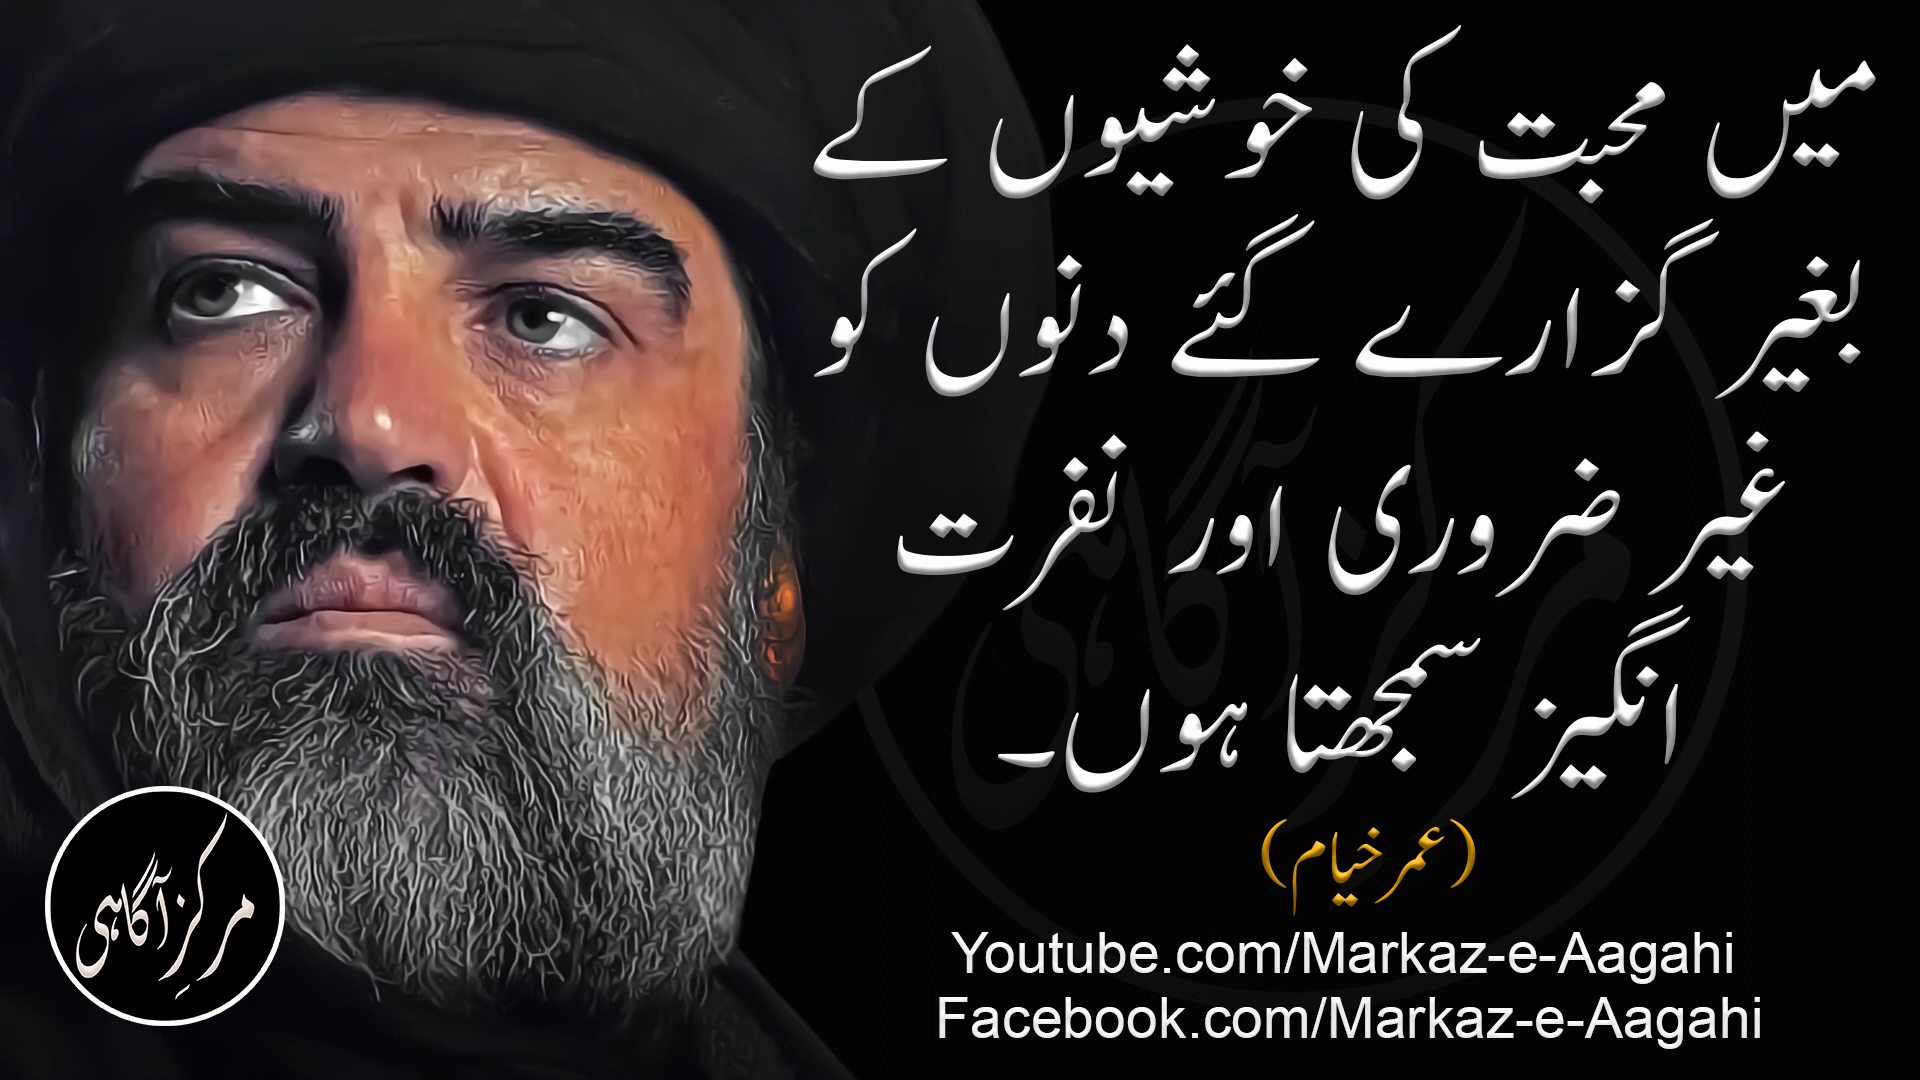 میں محبت کی خوشیوں کے
بغیر گزارے گئے دنوں کو
غیر ضروری اور نفرت
انگیز سمجھتا ہوں۔
(عمر خیام)
Youtube.com/Markaz-e-Aagahi
Facebook.com/Markaz-e-Aagahi
مرکزِ آگاہی